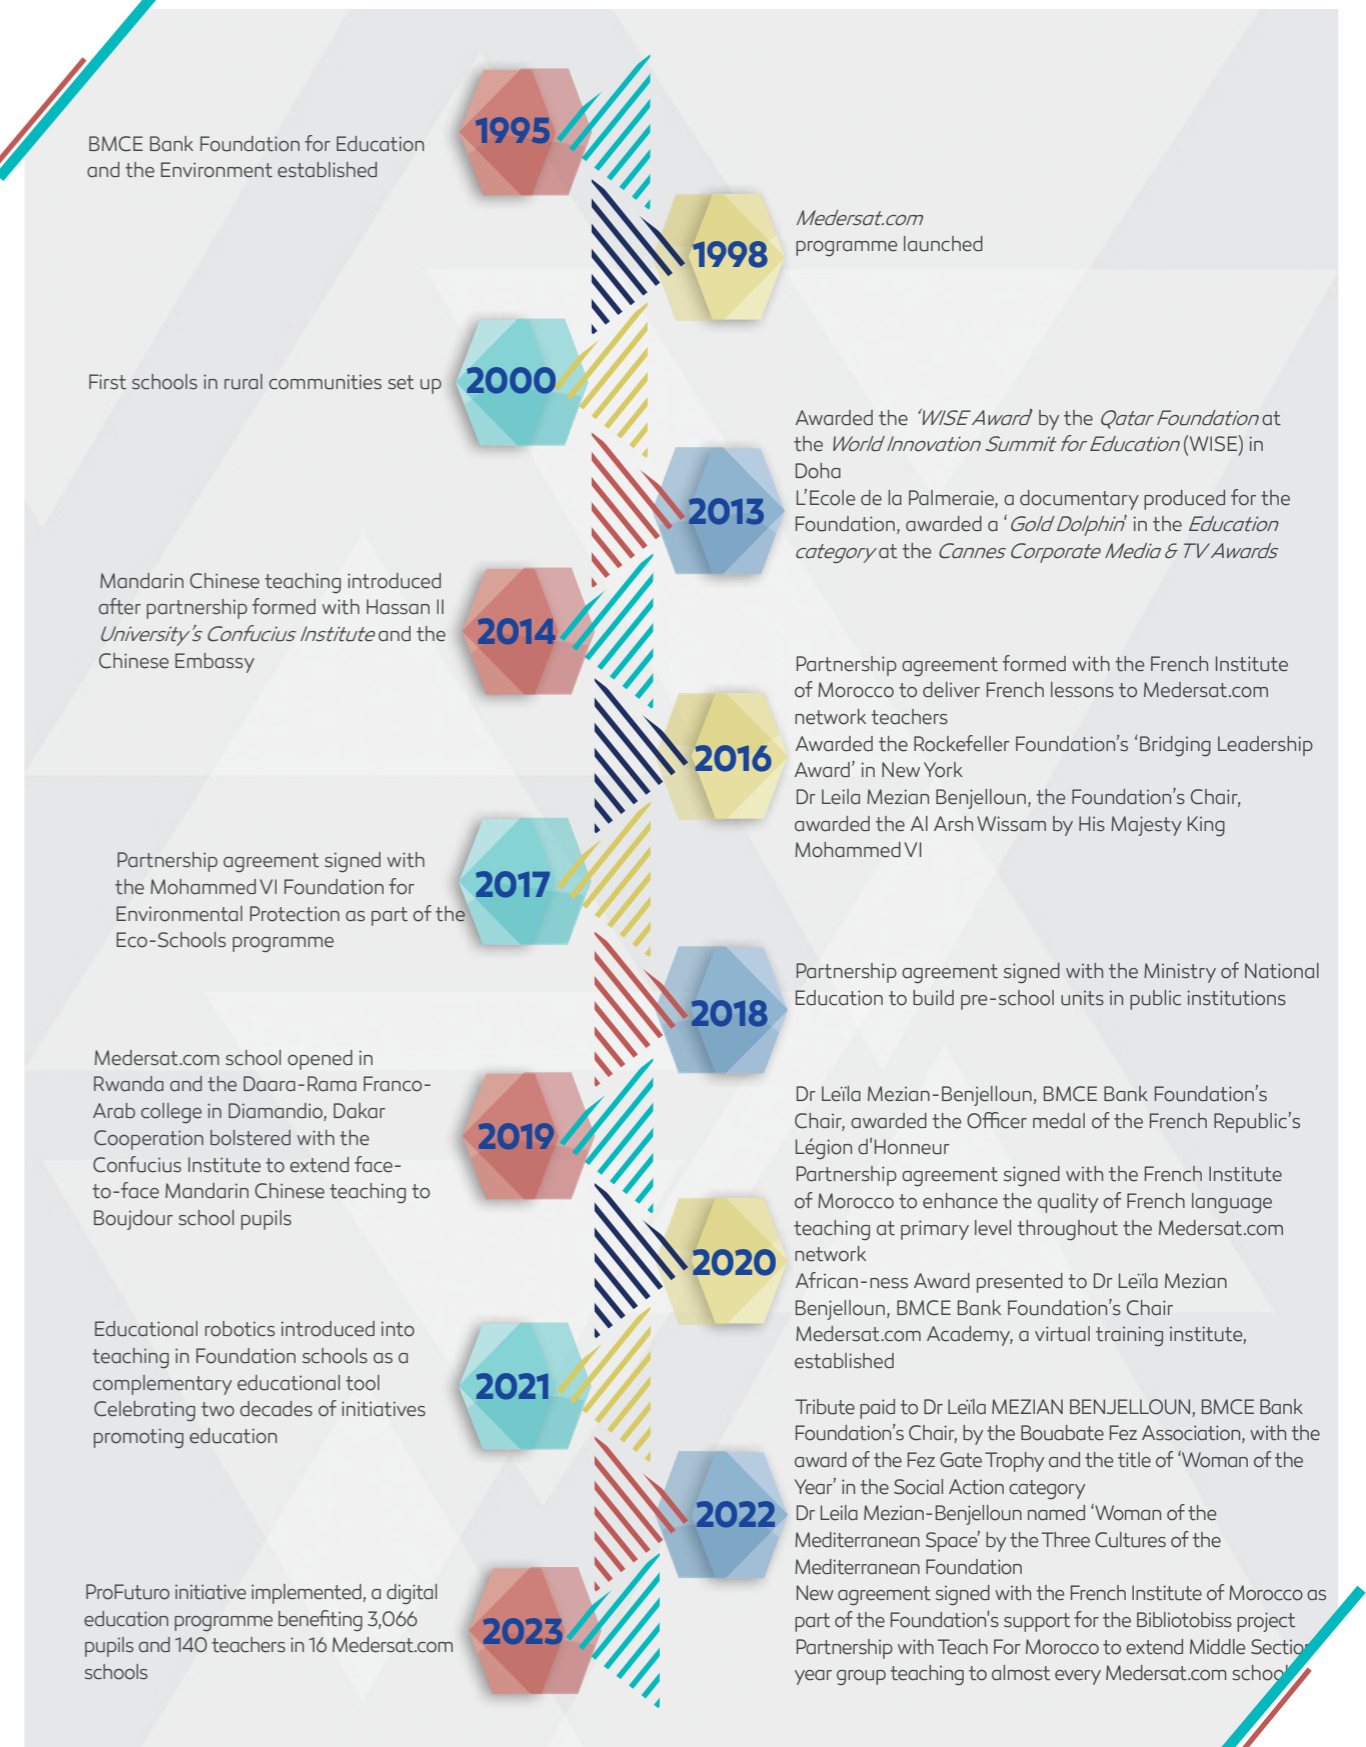 1995
BMCE Bank Foundation for Education
and the Environment established
1998
Medersat.com
programme launched
2000
First schools in rural communities set up
2013
Awarded the ‘WISE Award’ by the Qatar Foundation at
the World Innovation Summit for Education (WISE) in
Doha
L’Ecole de la Palmeraie, a documentary produced for the
Foundation, awarded a ‘Gold Dolphin’ in the Education
category at the Cannes Corporate Media & TV Awards
2014
Mandarin Chinese teaching introduced
after partnership formed with Hassan II
University’s Confucius Institute and the
Chinese Embassy
2016
Partnership agreement formed with the French Institute
of Morocco to deliver French lessons to Medersat.com
network teachers
Awarded the Rockefeller Foundation’s ‘Bridging Leadership
Award’ in New York
Dr Leila Mezian Benjelloun, the Foundation’s Chair,
awarded the Al Arsh Wissam by His Majesty King
Mohammed VI
2017
Partnership agreement signed with
the Mohammed VI Foundation for
Environmental Protection as part of the
Eco-Schools programme
2018
Partnership agreement signed with the Ministry of National
Education to build pre-school units in public institutions
2019
Medersat.com school opened in
Rwanda and the Daara-Rama Franco-
Arab college in Diamandio, Dakar
Cooperation bolstered with the
Confucius Institute to extend face-
to-face Mandarin Chinese teaching to
Boujdour school pupils
2020
Dr Leïla Mezian-Benjelloun, BMCE Bank Foundation’s
Chair, awarded the Officer medal of the French Republic’s
Légion d'Honneur
Partnership agreement signed with the French Institute
of Morocco to enhance the quality of French language
teaching at primary level throughout the Medersat.com
network
African-ness Award presented to Dr Leïla Mezian
Benjelloun, BMCE Bank Foundation’s Chair
Medersat.com Academy, a virtual training institute,
established
2021
Educational robotics introduced into
teaching in Foundation schools as a
complementary educational tool
Celebrating two decades of initiatives
promoting education
2022
Tribute paid to Dr Leïla MEZIAN BENJELLOUN, BMCE Bank
Foundation’s Chair, by the Bouabate Fez Association, with the
award of the Fez Gate Trophy and the title of ‘Woman of the
Year’ in the Social Action category
Dr Leila Mezian-Benjelloun named ‘Woman of the
Mediterranean Space’ by the Three Cultures of the
Mediterranean Foundation
New agreement signed with the French Institute of Morocco as
part of the Foundation's support for the Bibliotobiss project
Partnership with Teach For Morocco to extend Middle Section
year group teaching to almost every Medersat.com school
2023
ProFuturo initiative implemented, a digital
education programme benefiting 3,066
pupils and 140 teachers in 16 Medersat.com
schools